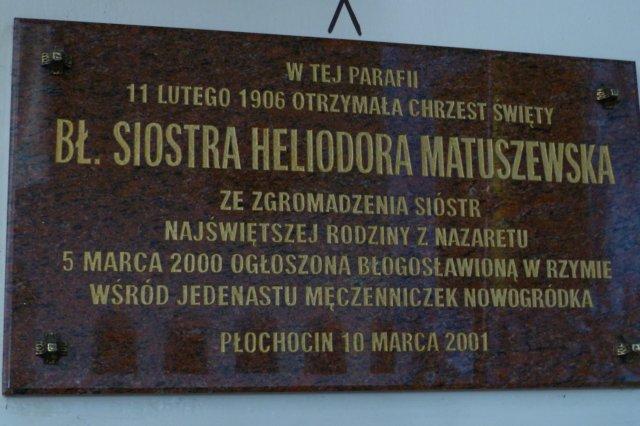 W TEJ PARAFII
11 LUTEGO 1906 OTRZYMAŁA CHRZEST ŚWIĘTY
BŁ. SIOSTRA HELIODORA MATUSZEWSKA
ZE ZGROMADZENIA SIÓSTR
NAJŚWIĘTSZEJ RODZINY Z NAZARETU
5 MARCA 2000 OGŁOSZONA BŁOGOSŁAWIONĄ W RZYMIE
WŚRÓD JEDENASTU MĘCZENNICZEK NOWOGRÓDKA
PŁOCHOCIN 10 MARCA 2001